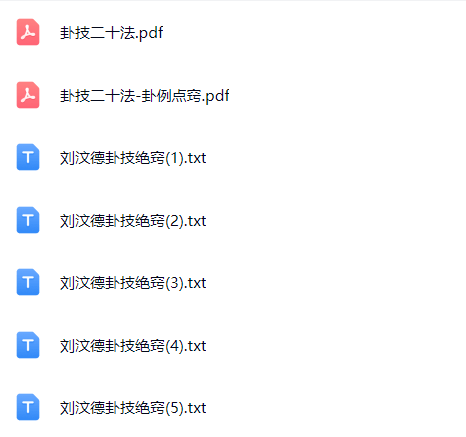 卦技二十法.pdf
卦技二十法-卦例点窍.pdf
刘汶德卦技绝窍(1).txt
刘汶德卦技绝窍(2).txt
刘汶德卦技绝窍(3).txt
刘汶德卦技绝窍(4).txt
刘汶德卦技绝窍(5).txt